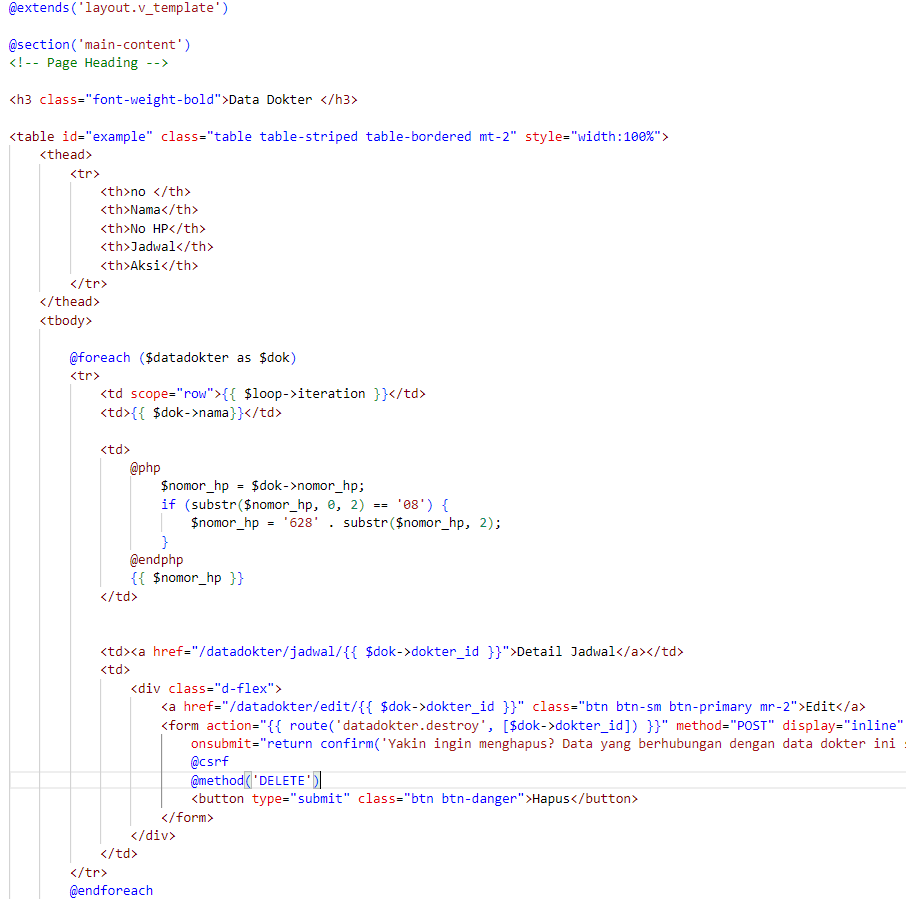 @extends('layout.v_template')
@section('main-content')
<!-- Page Heading -->
<h3 class="font-weight-bold">Data Dokter </h3>
<table id="example" class="table table-striped table-bordered mt-2" style="width:100%">
<thead>
<tr>
<th>no </th>
<th>Nama</th>
<th>No HP</th>
<th>Jadwal</th>
<th>Aksi</th>
</tr>
</thead>
<tbody>
@foreach ($datadokter as $dok)
<tr>
<td scope="row">{{ $loop->iteration }}</td>
<td>{{ $dok->nama}}</td>
<td>
@php
$nomor_hp = $dok->nomor_hp;
if (substr($nomor_hp, 0, 2) == '08') {
$nomor_hp = '628' . substr($nomor_hp, 2);
}
@endphp
{{ $nomor_hp }}
</td>
<td><a href="/datadokter/jadwal/{{ $dok->dokter_id }}">Detail Jadwal</a></td>
<td>
<div class="d-flex">
<a href="/datadokter/edit/{{ $dok->dokter_id }}" class="btn btn-sm btn-primary mr-2">Edit</a>
<form action="{{ route('datadokter.destroy', [$dok->dokter_id]) }}" method="POST" display="inline"
onsubmit="return confirm('Yakin ingin menghapus? Data yang berhubungan dengan data dokter ini
@csrf
@method('DELETE')
<button type="submit" class="btn btn-danger">Hapus</button>
</form>
</div>
</td>
</tr>
@endforeach